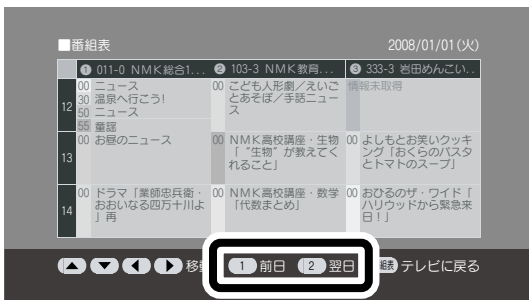 ■番組表 2008/01/01(火)
❶ 011-0 NMK総合1... ❷ 103-3 NMK教育... ❸ 333-3 岩田めんこい..
12
00 ニュース
30 温泉へ行こう!
50 ニュース
55 童謡
00 こども人形劇/えいご
とあそぼ/手話ニュー
ス
情報未取得
13
00 お昼のニュース
00 NMK高校講座・生物
「“生物”が教えてく
れること」
00 よしもとお笑いクッキ
ング「おくらのパスタ
とトマトのスープ」
14
00 ドラマ「業師忠兵衛・
おおいなる四万十川よ
」再
00 NMK高校講座・数学
「代数まとめ」
00 おひるのザ・ワイド「
ハリウッドから緊急来
日!」
▲ ▼ ◀ ▶ 移 1 前日 2 翌日 組表 テレビに戻る